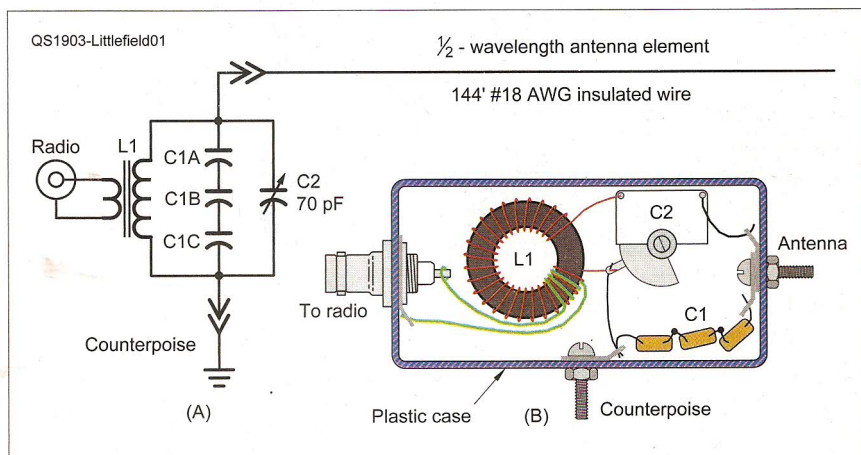 QS1903-Littlefield01
½ - wavelength antenna element
144' #18 AWG insulated wire
Radio
L1
C1A
C1B
C1C
C2
70 pF
Counterpoise
(A)
L1
C2
Antenna
To radio
C1
Plastic case
(B)
Counterpoise